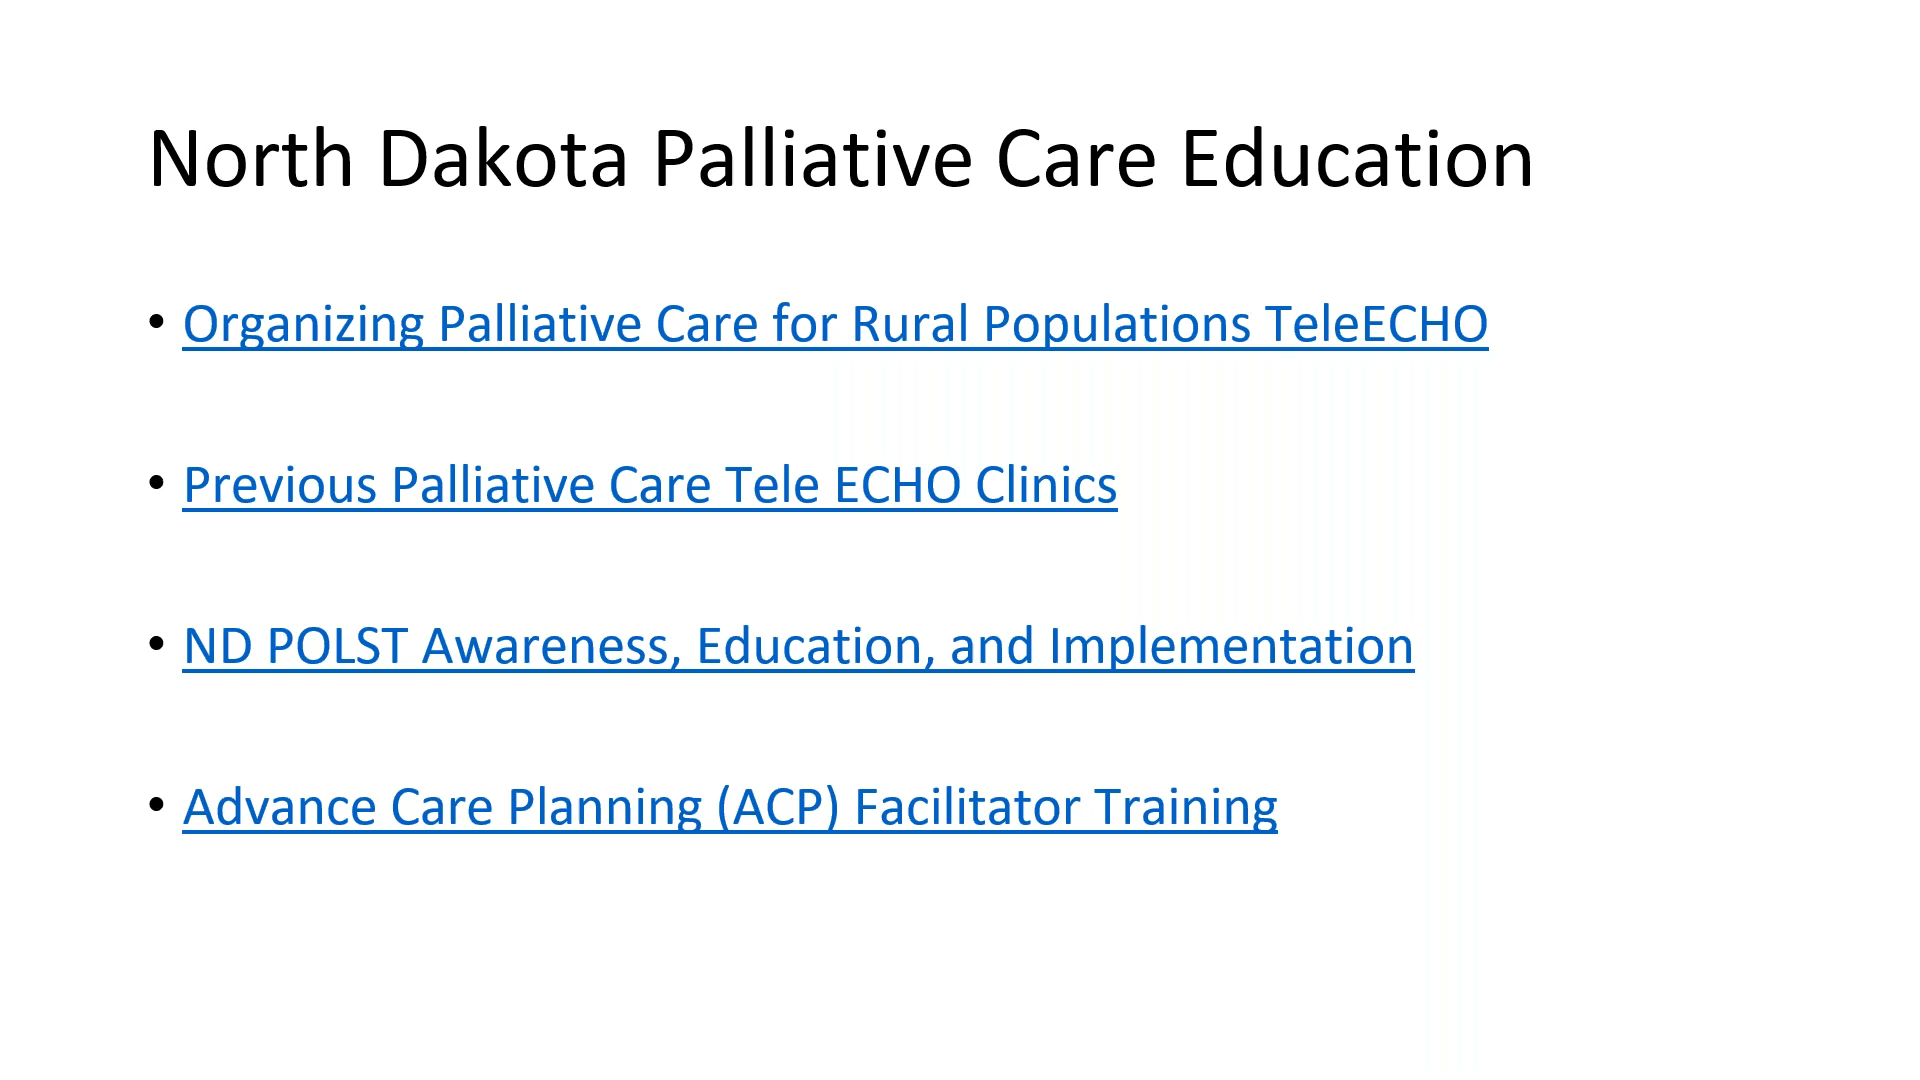 North Dakota Palliative Care Education
• Organizing Palliative Care for Rural Populations TeleECHO
• Previous Palliative Care Tele ECHO Clinics
• ND POLST Awareness, Education, and Implementation
• Advance Care Planning (ACP) Facilitator Training